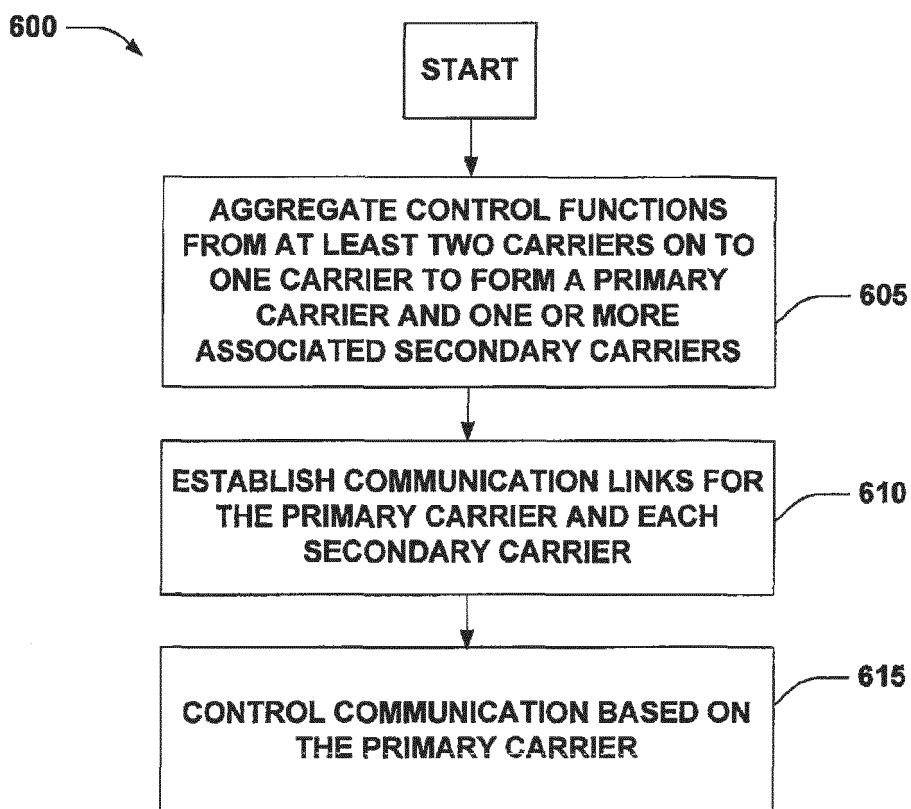 600
START
AGGREGATE CONTROL FUNCTIONS
FROM AT LEAST TWO CARRIERS ON TO
ONE CARRIER TO FORM A PRIMARY
CARRIER AND ONE OR MORE
ASSOCIATED SECONDARY CARRIERS
605
ESTABLISH COMMUNICATION LINKS FOR
THE PRIMARY CARRIER AND EACH
SECONDARY CARRIER
610
CONTROL COMMUNICATION BASED ON
THE PRIMARY CARRIER
615